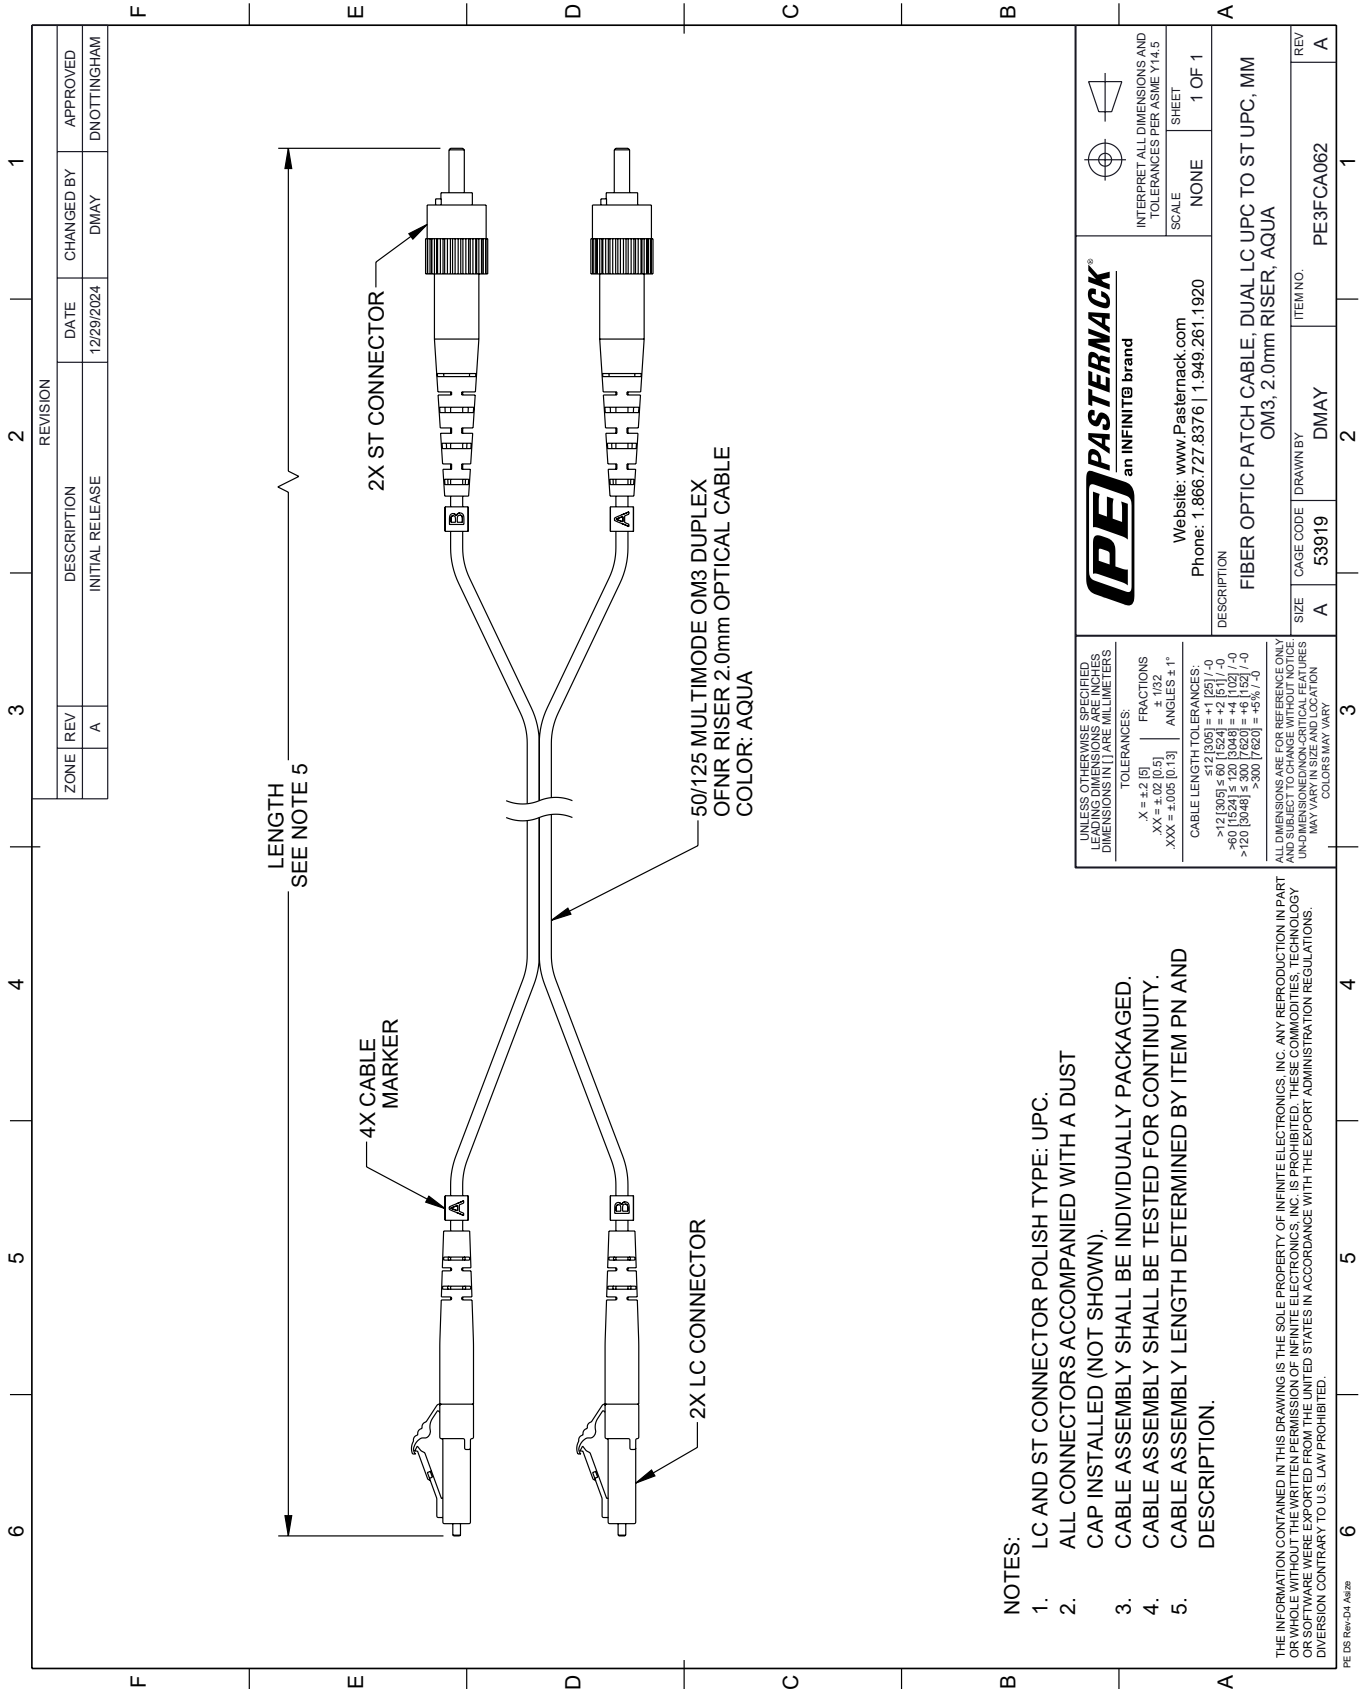 REVISION
ZONE REV DESCRIPTION DATE CHANGED BY APPROVED
A INITIAL RELEASE 12/29/2024 DMAY DNOTTINGHAM
6 5 4 3 2 1
F F
E E
D D
C C
B B
A A
LENGTH
SEE NOTE 5
4X CABLE
MARKER
2X ST CONNECTOR
A
B
B
A
2X LC CONNECTOR
50/125 MULTIMODE OM3 DUPLEX
OFNR RISER 2.0mm OPTICAL CABLE
COLOR: AQUA
NOTES:
1. LC AND ST CONNECTOR POLISH TYPE: UPC.
2. ALL CONNECTORS ACCOMPANIED WITH A DUST
CAP INSTALLED (NOT SHOWN).
3. CABLE ASSEMBLY SHALL BE INDIVIDUALLY PACKAGED.
4. CABLE ASSEMBLY SHALL BE TESTED FOR CONTINUITY.
5. CABLE ASSEMBLY LENGTH DETERMINED BY ITEM PN AND
DESCRIPTION.
THE INFORMATION CONTAINED IN THIS DRAWING IS THE SOLE PROPERTY OF INFINITE ELECTRONICS, INC. ANY REPRODUCTION IN PART
OR WHOLE WITHOUT THE WRITTEN PERMISSION OF INFINITE ELECTRONICS, INC. IS PROHIBITED. THESE COMMODITIES, TECHNOLOGY
OR SOFTWARE WERE EXPORTED FROM THE UNITED STATES IN ACCORDANCE WITH THE EXPORT ADMINISTRATION REGULATIONS.
DIVERSION CONTRARY TO U.S. LAW PROHIBITED.
UNLESS OTHERWISE SPECIFIED
LEADING DIMENSIONS ARE INCHES
DIMENSIONS IN [ ] ARE MILLIMETERS
TOLERANCES:
.X = ±.2 [5] FRACTIONS
.XX = ±.02 [0.5] ± 1/32
.XXX = ±.005 [0.13] ANGLES ± 1°
CABLE LENGTH TOLERANCES:
≤12 [305] = +1 [25] / -0
>12 [305] ≤ 60 [1524] = +2 [51] / -0
>60 [1524] ≤ 120 [3048] = +4 [102] / -0
>120 [3048] ≤ 300 [7620] = +6 [152] / -0
>300 [7620] = +5% / -0
ALL DIMENSIONS ARE FOR REFERENCE ONLY
AND SUBJECT TO CHANGE WITHOUT NOTICE.
UN-DIMENSIONED/NON-CRITICAL FEATURES
MAY VARY IN SIZE AND LOCATION
COLORS MAY VARY
PE PASTERNACK®
an INFINIT@ brand
Website: www.Pasternack.com
Phone: 1.866.727.8376 | 1.949.261.1920
INTERPRET ALL DIMENSIONS AND
TOLERANCES PER ASME Y14.5
SCALE SHEET
NONE 1 OF 1
DESCRIPTION
FIBER OPTIC PATCH CABLE, DUAL LC UPC TO ST UPC, MM
OM3, 2.0mm RISER, AQUA
SIZE CAGE CODE DRAWN BY ITEM NO. REV
A 53919 DMAY PE3FCA062 A
6 5 4 3 2 1
PE DS Rev-D4 Asize